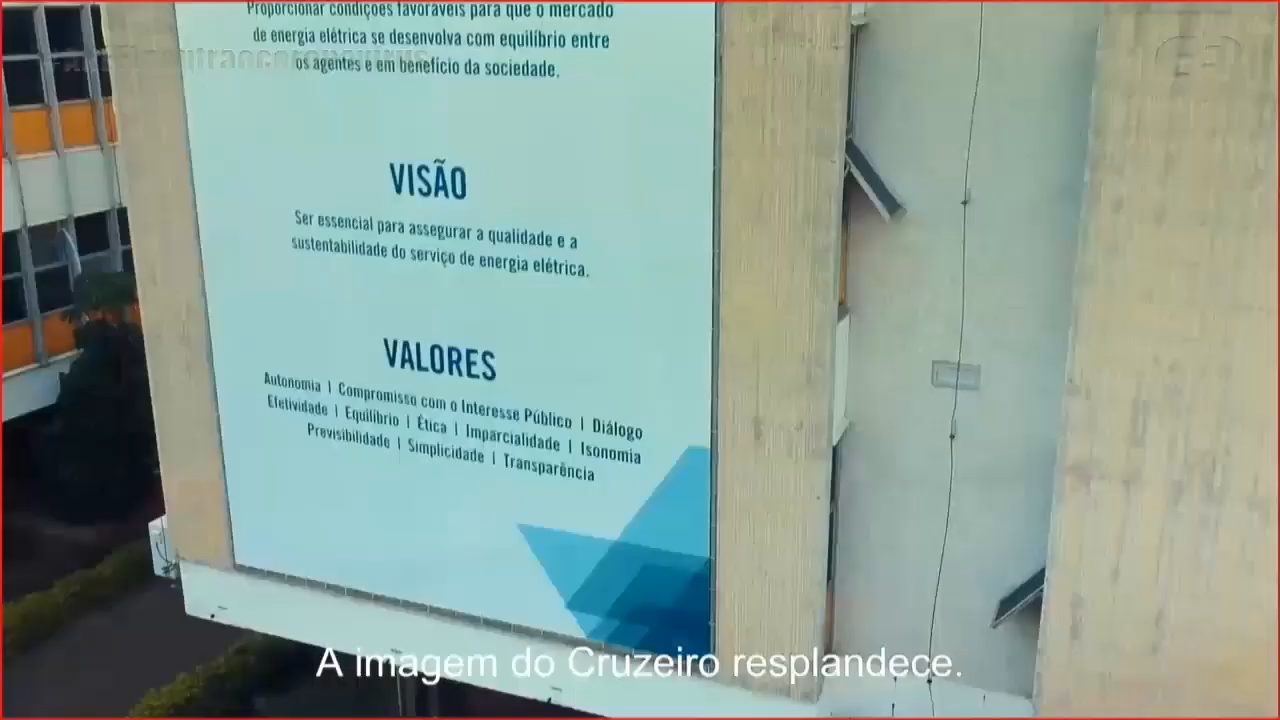 Proporcionar condições favoráveis para que o mercado
de energia elétrica se desenvolva com equilíbrio entre
os agentes e em benefício da sociedade.
VISÃO
Ser essencial para assegurar a qualidade e a
sustentabilidade do serviço de energia elétrica.
VALORES
Autonomia | Compromisso com o Interesse Público | Diálogo
Efetividade | Equilíbrio | Ética | Imparcialidade | Isonomia
Previsibilidade | Simplicidade | Transparência
A imagem do Cruzeiro resplandece.